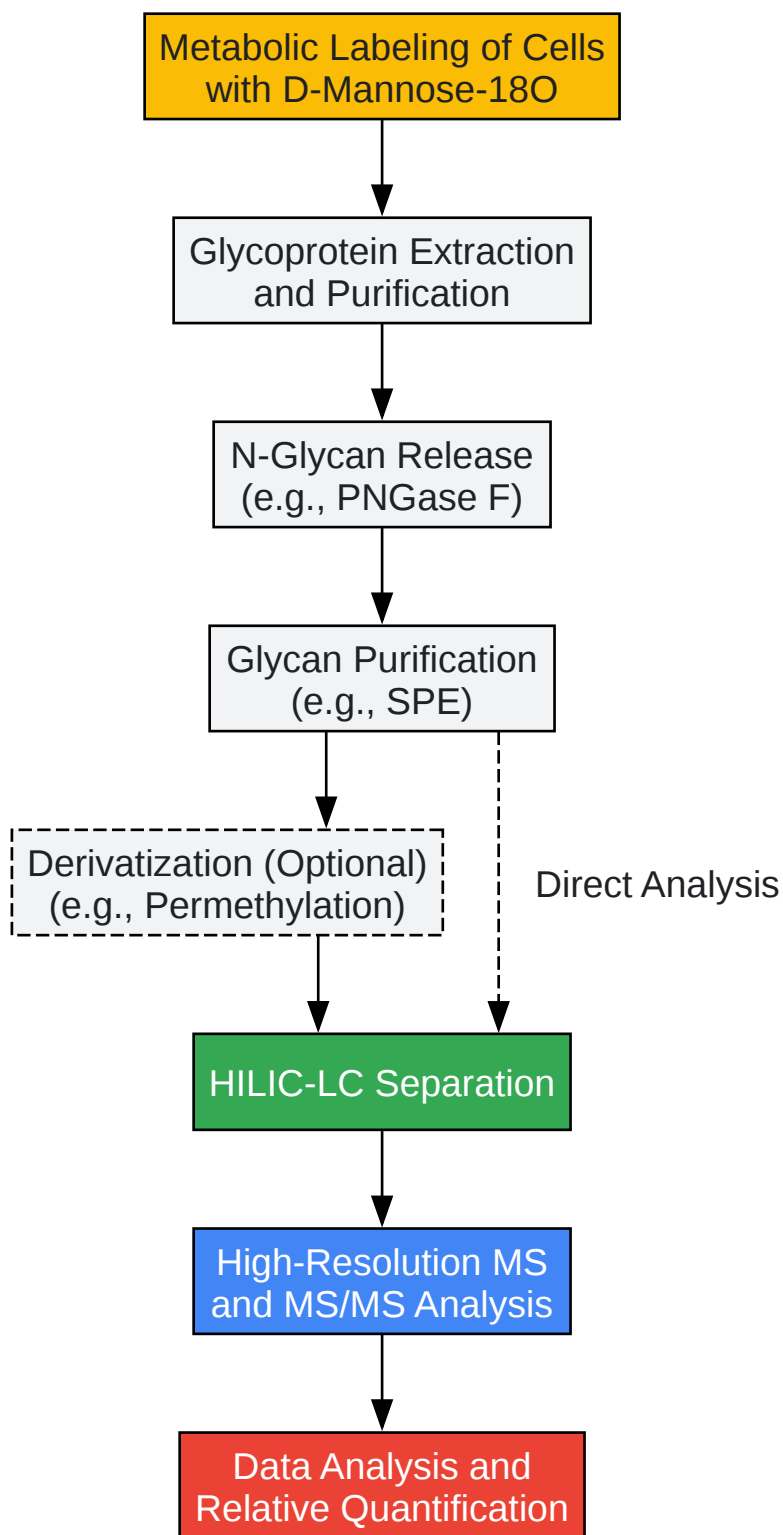 Metabolic Labeling of Cells
with D-Mannose-18O
Glycoprotein Extraction
and Purification
N-Glycan Release
(e.g., PNGase F)
Glycan Purification
(e.g., SPE)
Derivatization (Optional)
(e.g., Permethylation)
Direct Analysis
HILIC-LC Separation
High-Resolution MS
and MS/MS Analysis
Data Analysis and
Relative Quantification